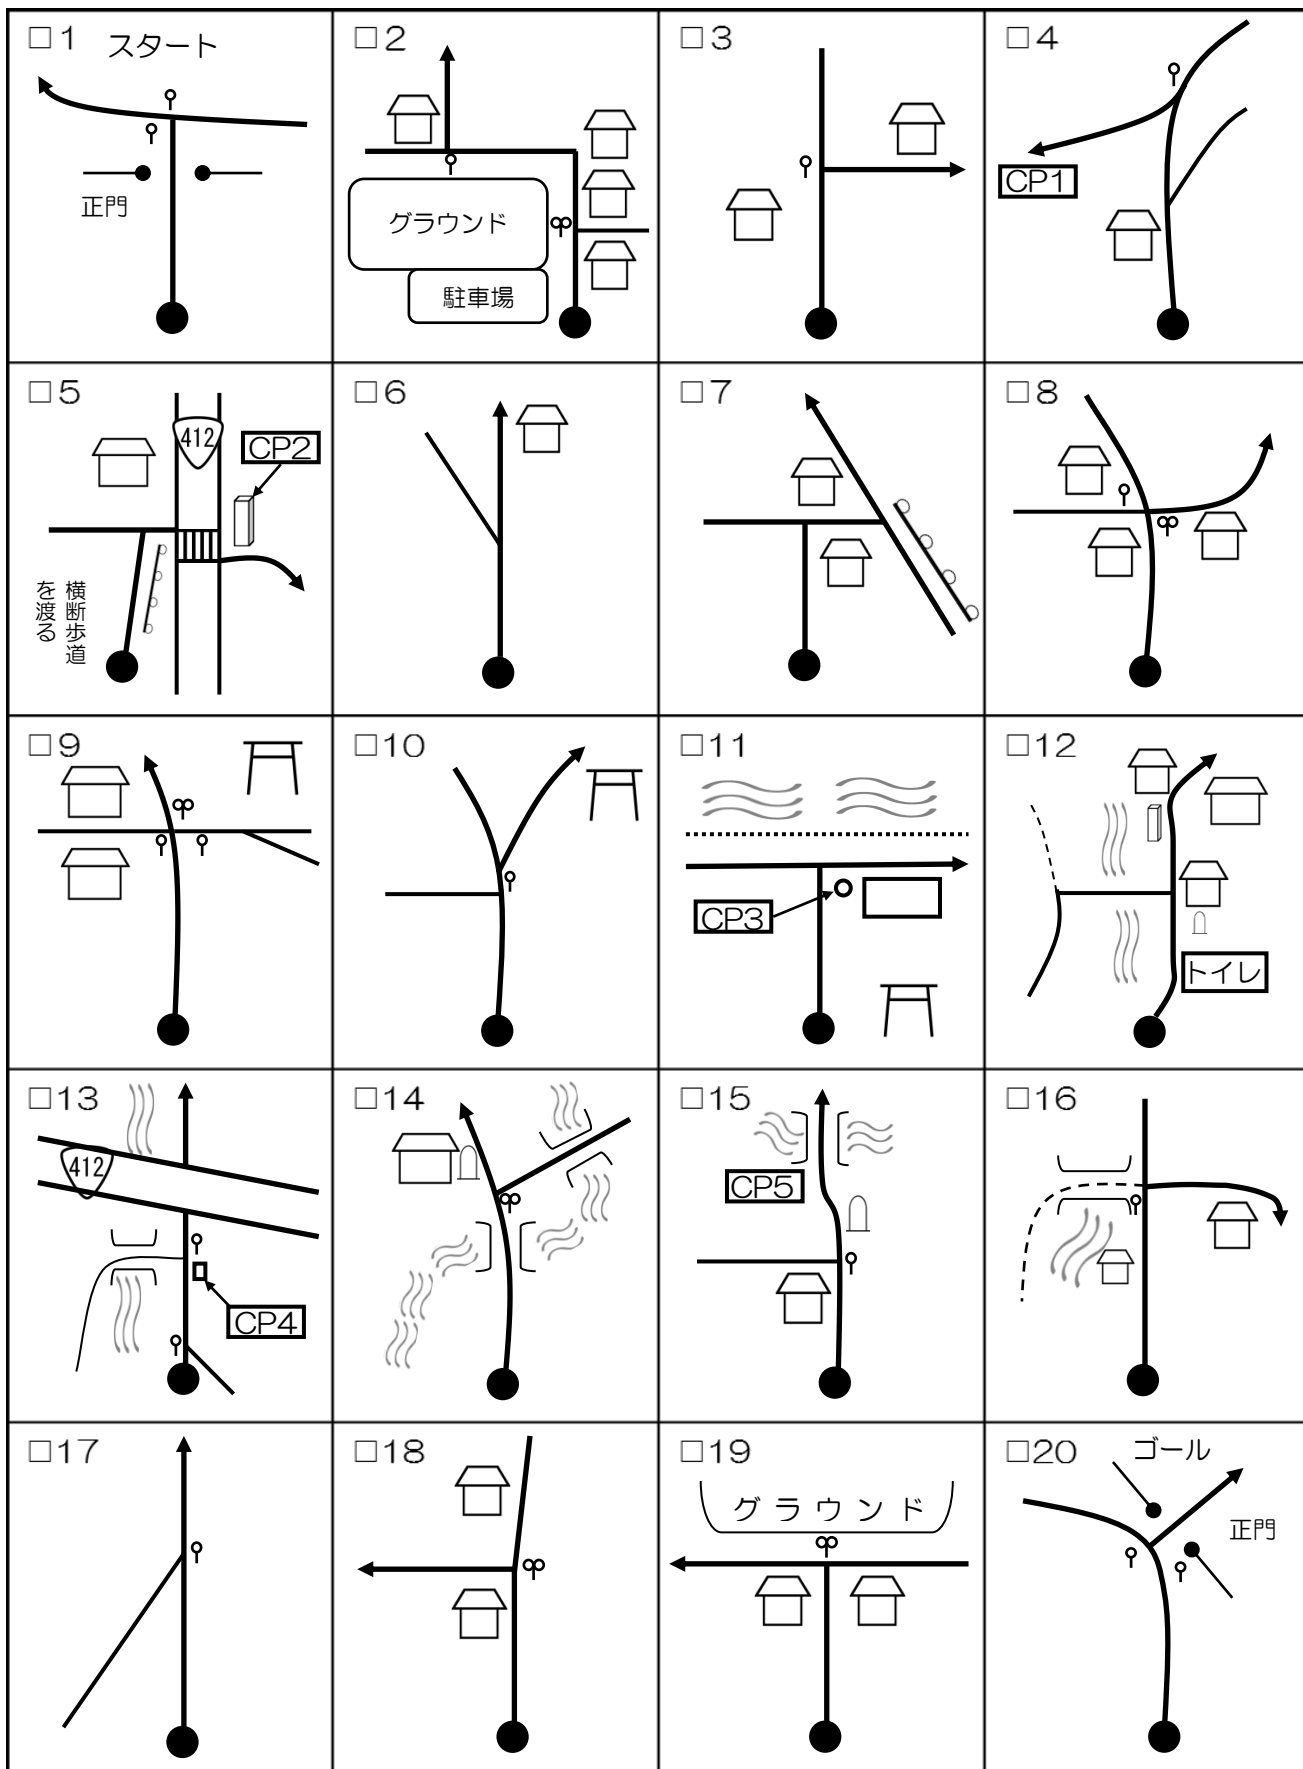 □1 スタート
正門
□2
グラウンド
駐車場
□3
□4
CP1
□5
412
CP2
横断歩道
を渡る
□6
□7
□8
□9
□10
□11
CP3
□12
トイレ
□13
412
CP4
□14
□15
CP5
□16
□17
□18
□19
グラウンド
□20 ゴール
正門